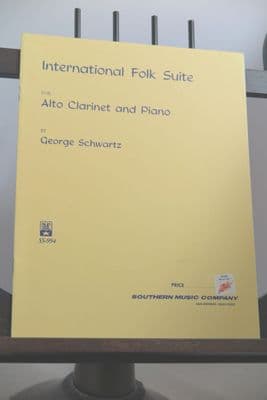 International Folk Suite
FOR
Alto Clarinet and Piano
BY
George Schwartz
SS-994
PRICE
SOUTHERN MUSIC COMPANY